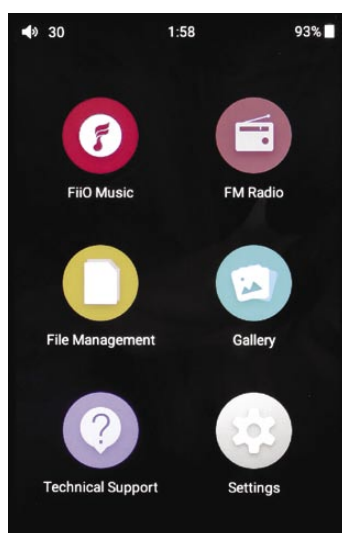 30 1:58 93%
FiiO Music FM Radio
File Management Gallery
Technical Support Settings